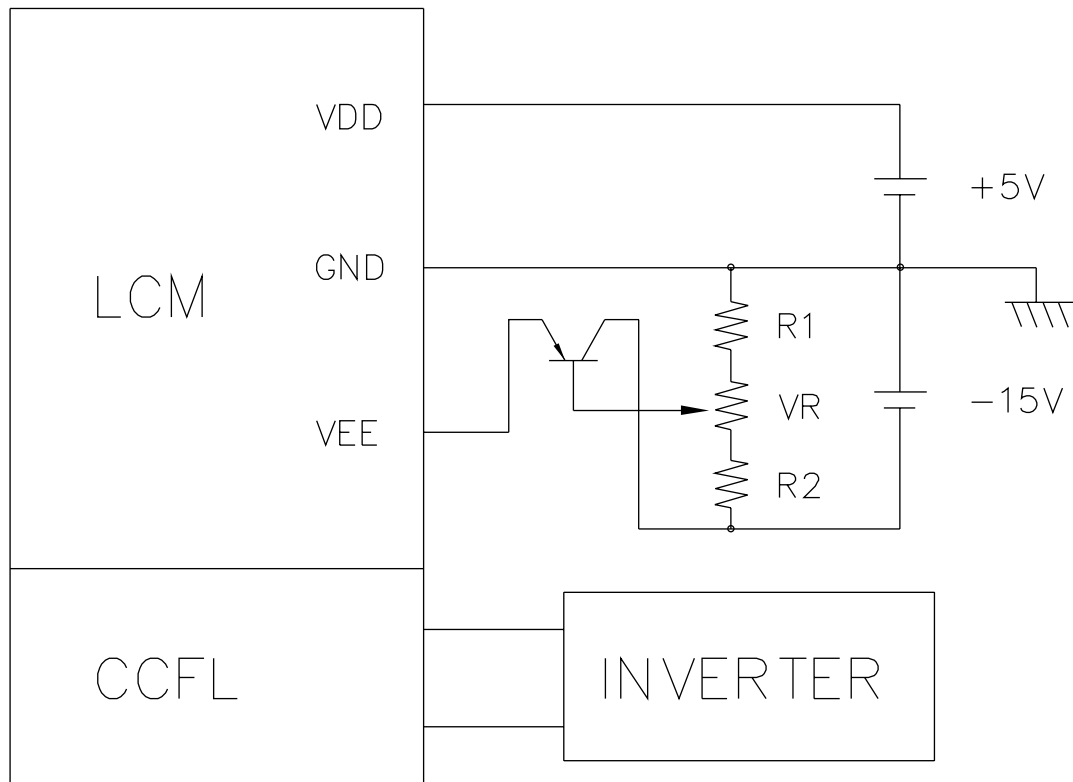 VDD
+5V
GND
LCM
R1
VR
-15V
VEE
R2
CCFL
INVERTER